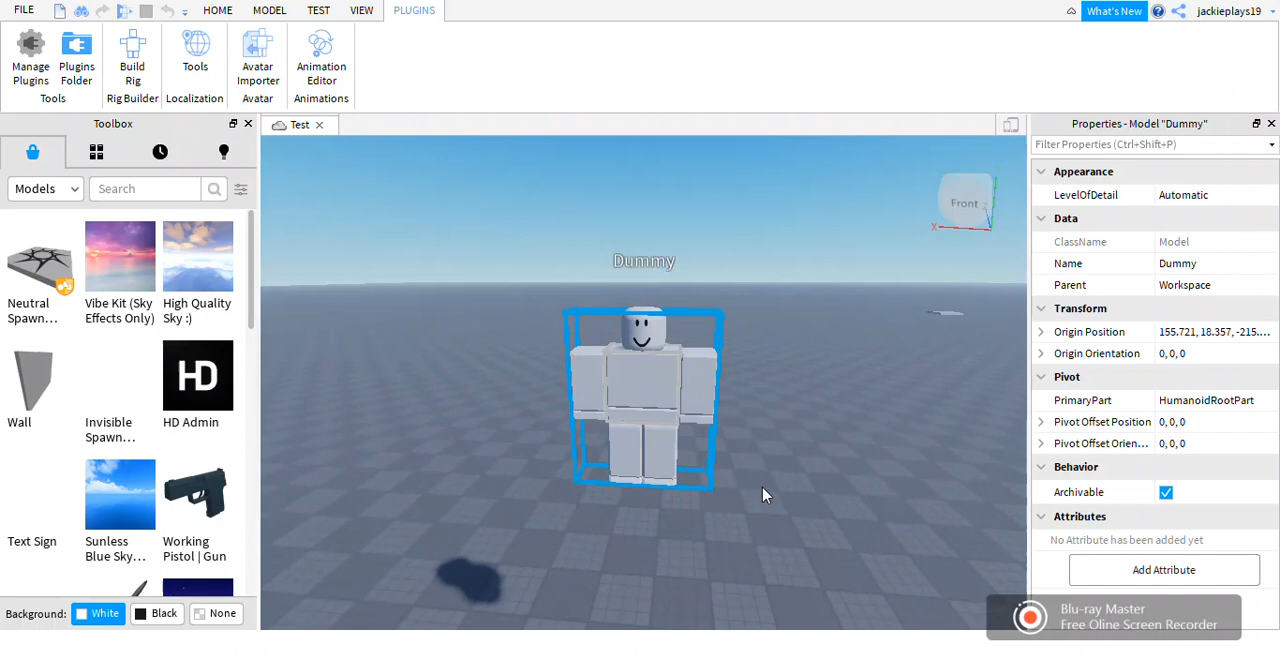 FILE HOME MODEL TEST VIEW PLUGINS What's New jackieplays19
Manage Plugins
Plugins Folder
Build Rig
Tools
Avatar Importer
Animation Editor
Tools Rig Builder Localization Avatar Animations
Toolbox
Test
Properties - Model "Dummy"
Filter Properties (Ctrl+Shift+P)
Models Search
Neutral Spawn...
Vibe Kit (Sky Effects Only)
High Quality Sky :)
Wall
Invisible Spawn...
HD
HD Admin
Text Sign
Sunless Blue Sky...
Working Pistol | Gun
Background: White Black None
Dummy
Front
X
Appearance
LevelOfDetail Automatic
Data
ClassName Model
Name Dummy
Parent Workspace
Transform
Origin Position 155.721, 18.357, -215....
Origin Orientation 0, 0, 0
Pivot
PrimaryPart HumanoidRootPart
Pivot Offset Position 0, 0, 0
Pivot Offset Orien... 0, 0, 0
Behavior
Archivable
Attributes
No Attribute has been added yet
Add Attribute
Blu-ray Master
Free Oline Screen Recorder